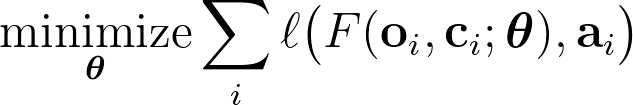 minimize_𝜽 ∑_i ℓ(F(𝐨_i, 𝐜_i; 𝜽), 𝐚_i)